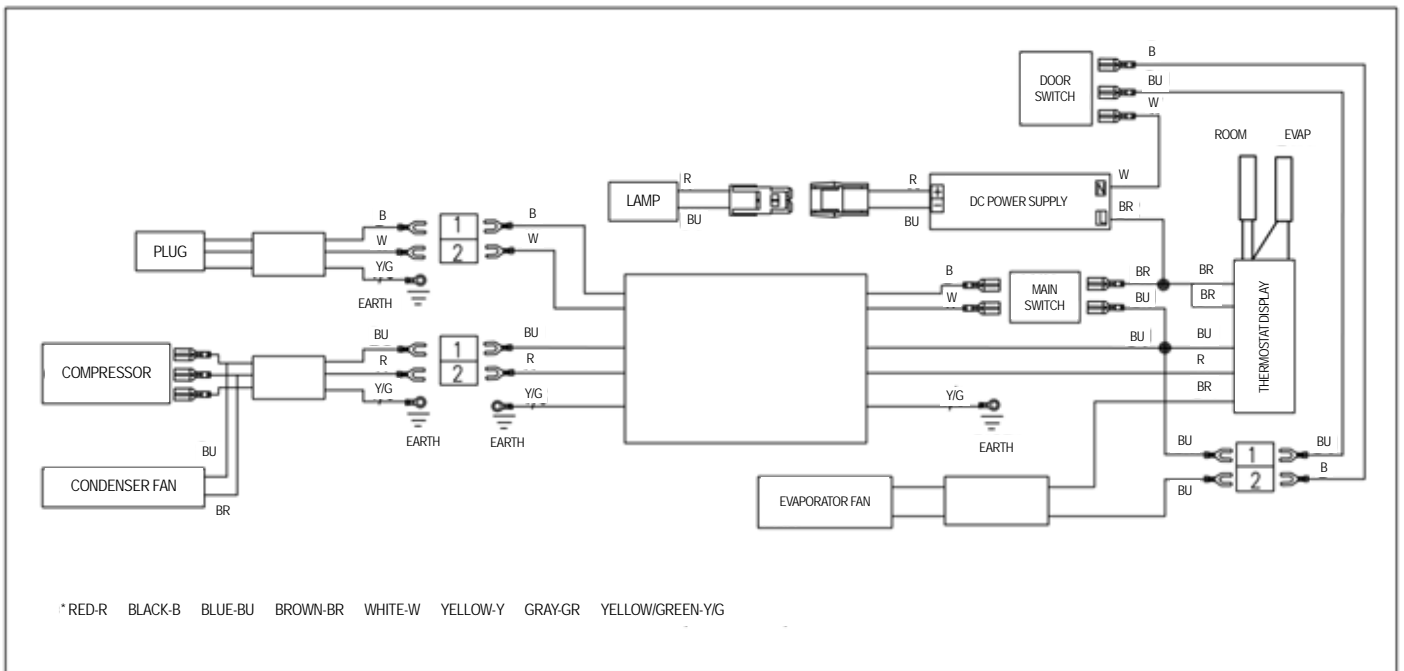 B
DOOR
SWITCH
BU
W
ROOM EVAP
LAMP
R
BU
R
BU
+
-
DC POWER SUPPLY
N
L
W
BR
PLUG
B
W
Y/G
EARTH
1
2
B
W
B
W
MAIN
SWITCH
BR
BU
BR
BR
BU
BU
R
BR
THERMOSTAT DISPLAY
COMPRESSOR
BU
R
Y/G
EARTH
1
2
BU
R
Y/G
EARTH
Y/G
EARTH
BU
CONDENSER FAN
BR
EVAPORATOR FAN
BU
BU
1
2
BU
B
* RED-R BLACK-B BLUE-BU BROWN-BR WHITE-W YELLOW-Y GRAY-GR YELLOW/GREEN-Y/G